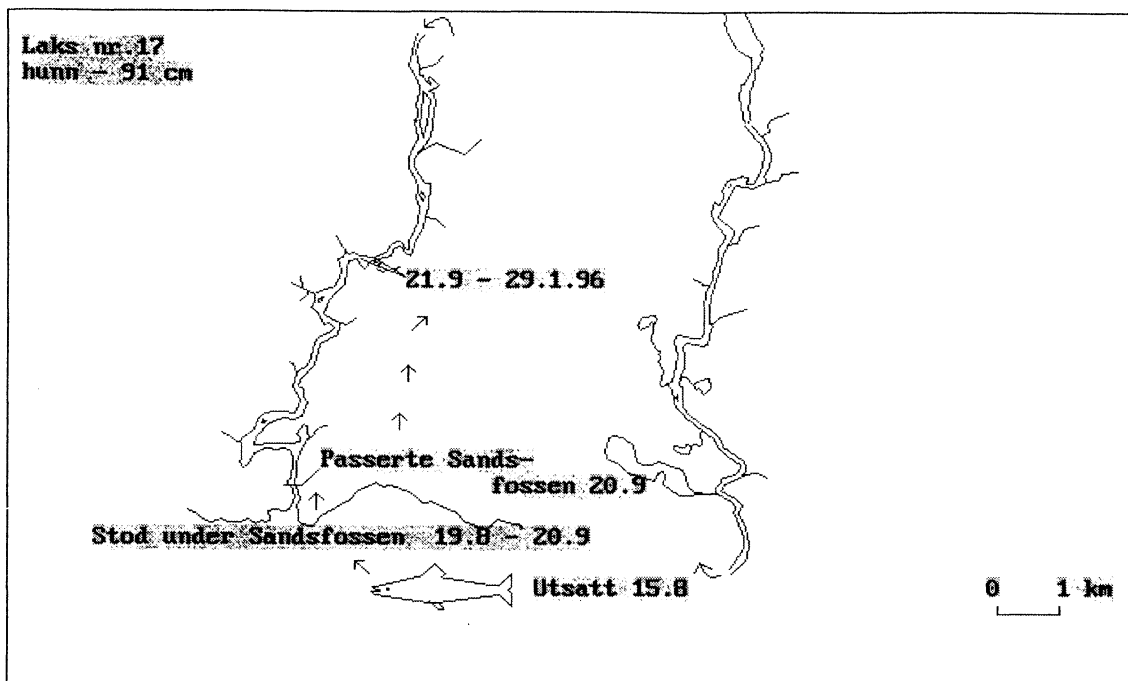 Laks nr.17
hunn - 91 cm
21.9 - 29.1.96
Passerte Sands-
fossen 20.9
Stod under Sandsfossen 19.8 - 20.9
Utsatt 15.8
0 1 km